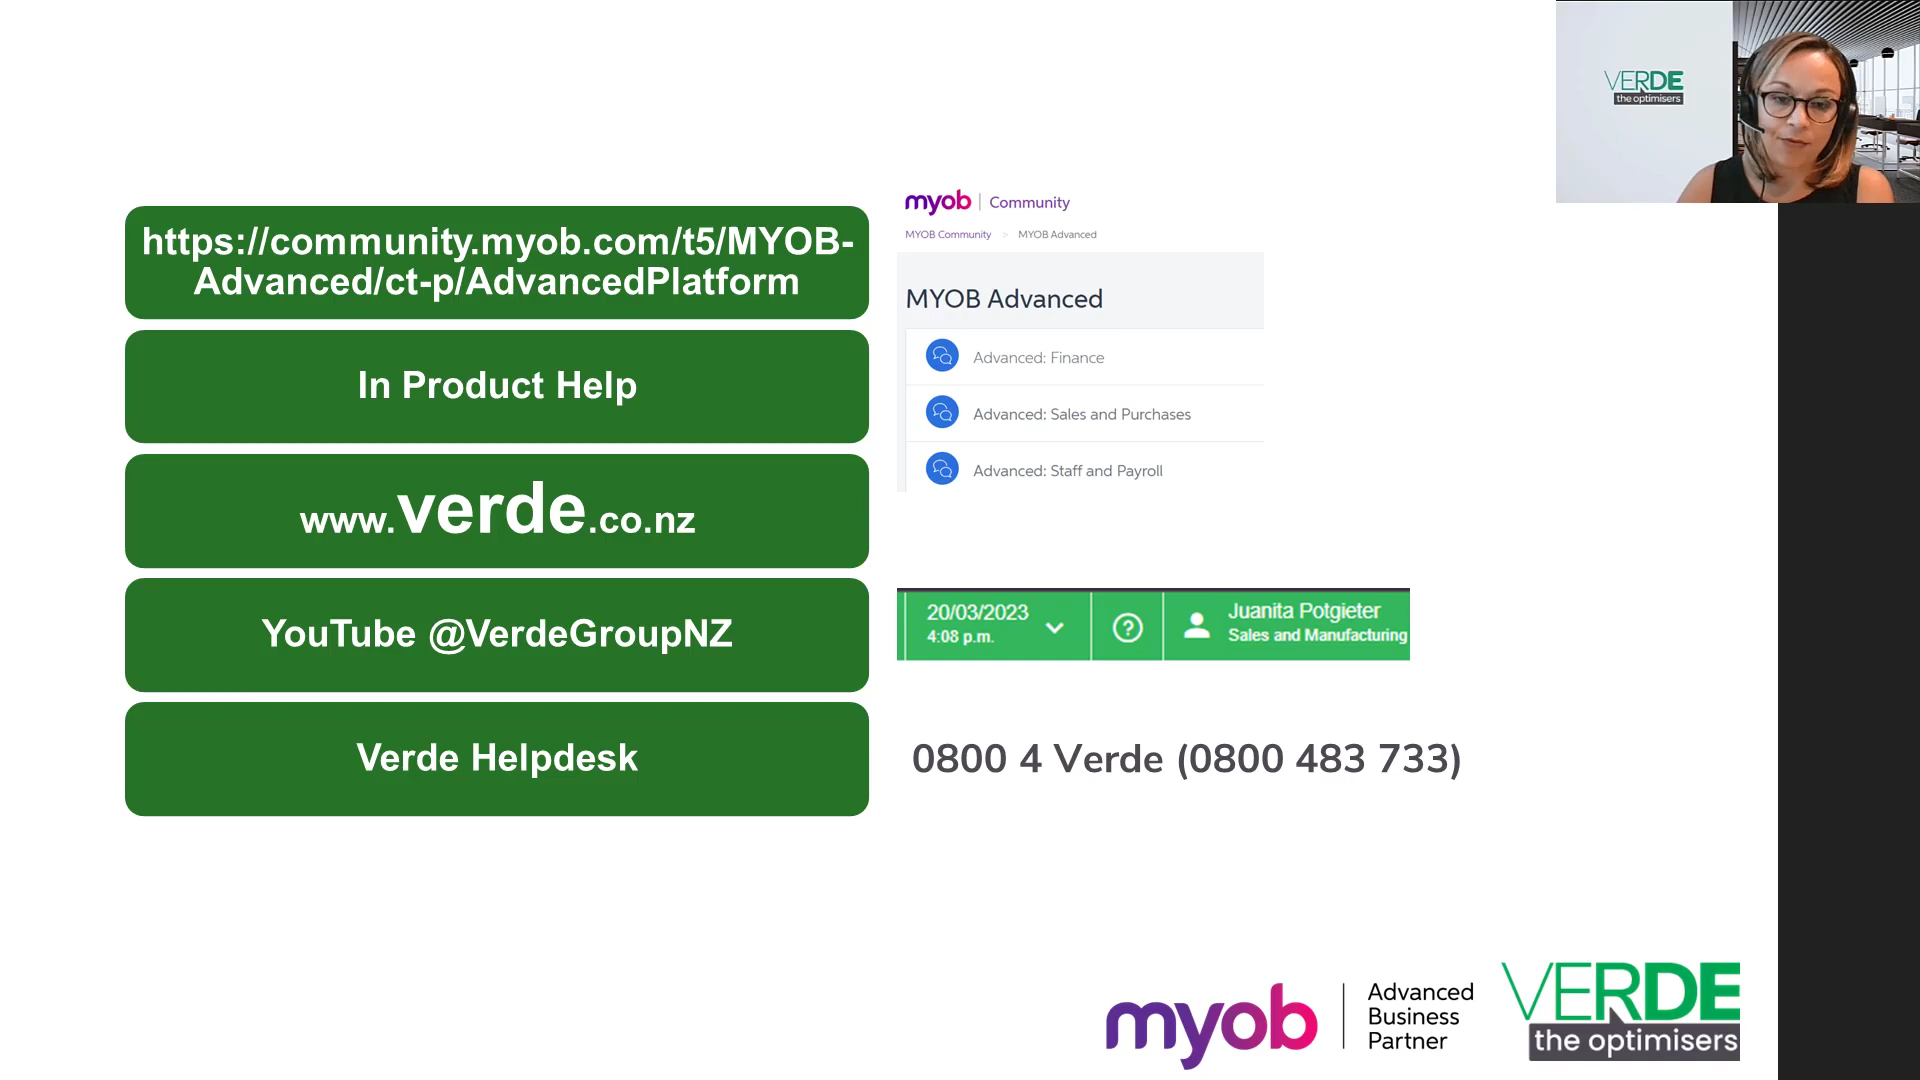 VERDE
the optimisers
https://community.myob.com/t5/MYOB-
Advanced/ct-p/AdvancedPlatform
In Product Help
www.verde.co.nz
YouTube @VerdeGroupNZ
Verde Helpdesk
myob | Community
MYOB Community > MYOB Advanced
MYOB Advanced
Advanced: Finance
Advanced: Sales and Purchases
Advanced: Staff and Payroll
20/03/2023
4:08 p.m.
?
Juanita Potgieter
Sales and Manufacturing
0800 4 Verde (0800 483 733)
myob
Advanced
Business
Partner
VERDE
the optimisers